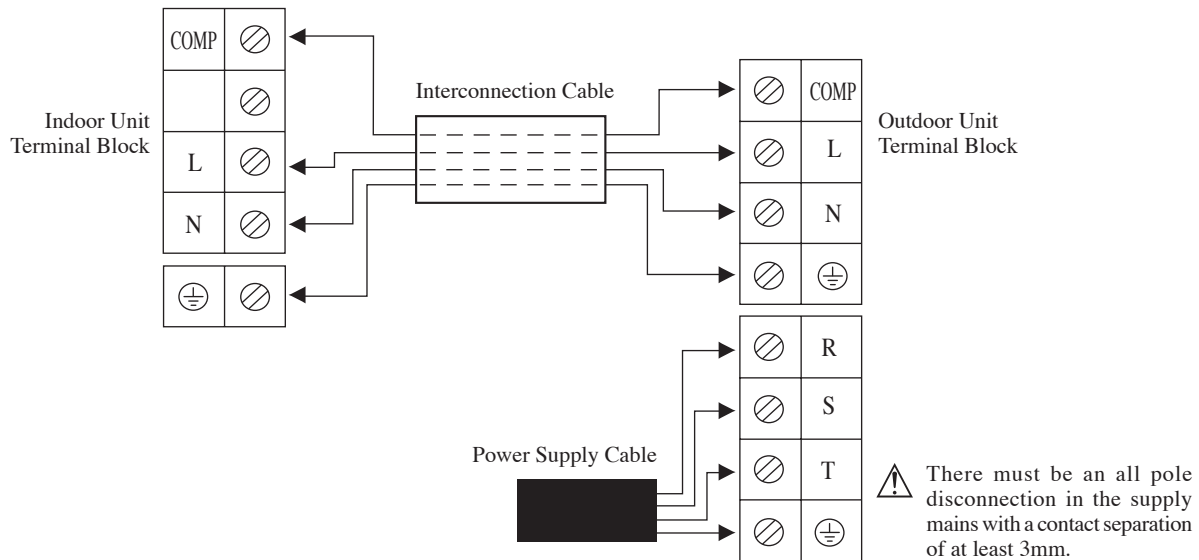 COMP
Interconnection Cable
COMP
Indoor Unit
Terminal Block
Outdoor Unit
Terminal Block
L
L
N
N
R
S
Power Supply Cable
T
There must be an all pole
disconnection in the supply
mains with a contact separation
of at least 3mm.